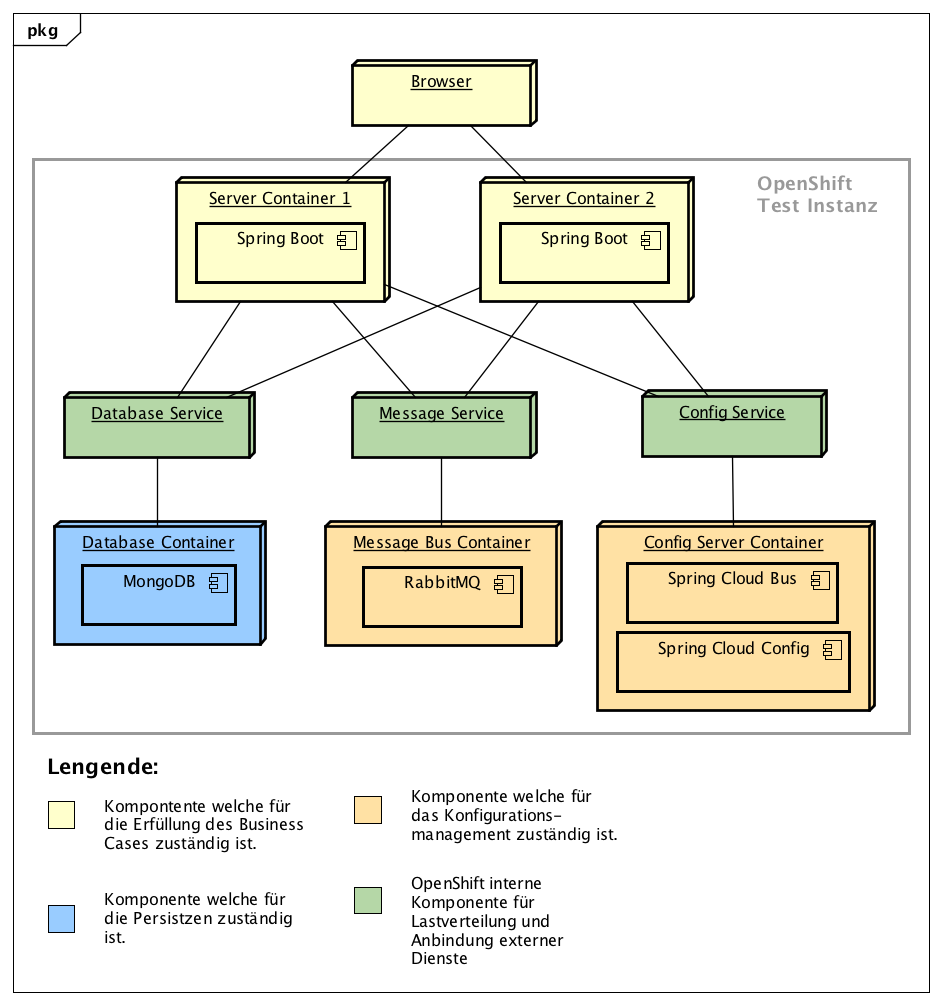 pkg
Browser
OpenShift
Test Instanz
Server Container 1
Spring Boot
Server Container 2
Spring Boot
Database Service
Message Service
Config Service
Database Container
MongoDB
Message Bus Container
RabbitMQ
Config Server Container
Spring Cloud Bus
Spring Cloud Config
Lengende:
Kompontente welche für
die Erfüllung des Business
Cases zuständig ist.
Komponente welche für
das Konfigurations-
management zuständig ist.
Komponente welche für
die Persistzen zuständig
ist.
OpenShift interne
Komponente für
Lastverteilung und
Anbindung externer
Dienste